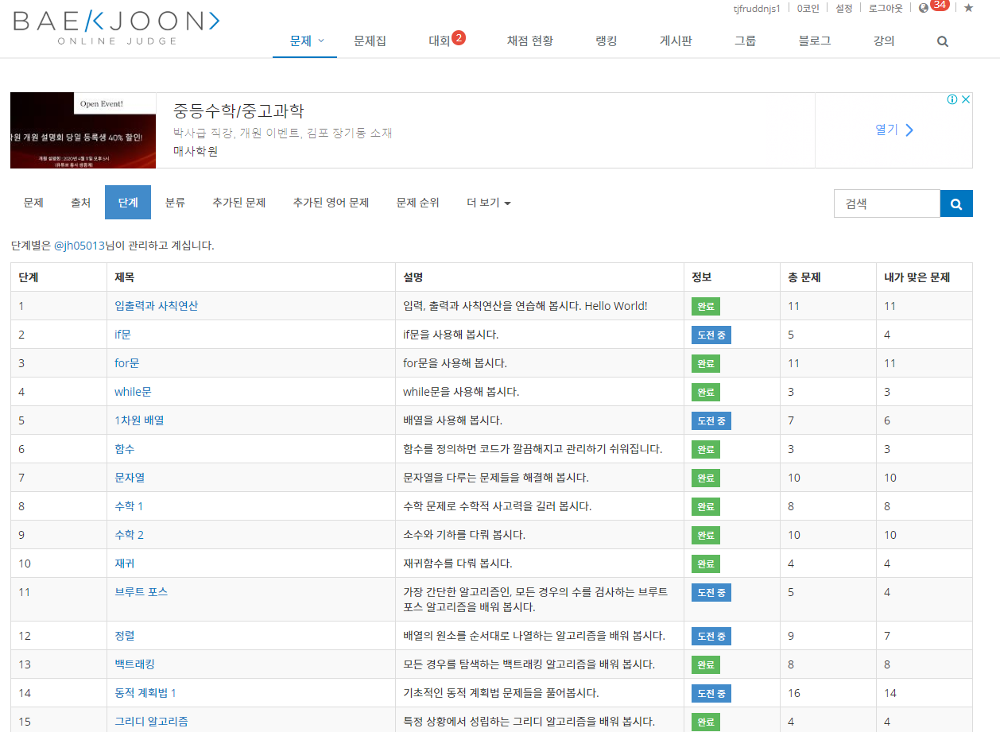 BAEKJOON>
ONLINE JUDGE
tjfruddnjs1 0코인 설정 로그아웃 34
문제 문제집 대회 2 채점 현황 랭킹 게시판 그룹 블로그 강의
Open Event!
원 개원 설명회 당일 등록생 40% 할인!
개원 설명회 : 2020년 4월 11일 오후 5시
중등수학/중고과학
박사급 직강, 개원 이벤트, 김포 장기동 소재
매사학원
열기
문제 출처 단계 분류 추가된 문제 추가된 영어 문제 문제 순위 더 보기 검색
단계별은 @jh05013님이 관리하고 계십니다.
단계 제목 설명 정보 총 문제 내가 맞은 문제
1 입출력과 사칙연산 입력, 출력과 사칙연산을 연습해 봅시다. Hello World! 완료 11 11
2 if문 if문을 사용해 봅시다. 도전 중 5 4
3 for문 for문을 사용해 봅시다. 완료 11 11
4 while문 while문을 사용해 봅시다. 완료 3 3
5 1차원 배열 배열을 사용해 봅시다. 도전 중 7 6
6 함수 함수를 정의하면 코드가 깔끔해지고 관리하기 쉬워집니다. 완료 3 3
7 문자열 문자열을 다루는 문제들을 해결해 봅시다. 완료 10 10
8 수학 1 수학 문제로 수학적 사고력을 길러 봅시다. 완료 8 8
9 수학 2 소수와 기하를 다뤄 봅시다. 완료 10 10
10 재귀 재귀함수를 다뤄 봅시다. 완료 4 4
11 브루트 포스 가장 간단한 알고리즘인, 모든 경우의 수를 검사하는 브루트 도전 중 5 4
포스 알고리즘을 배워 봅시다.
12 정렬 배열의 원소를 순서대로 나열하는 알고리즘을 배워 봅시다. 도전 중 9 7
13 백트래킹 모든 경우를 탐색하는 백트래킹 알고리즘을 배워 봅시다. 완료 8 8
14 동적 계획법 1 기초적인 동적 계획법 문제들을 풀어봅시다. 도전 중 16 14
15 그리디 알고리즘 특정 상황에서 성립하는 그리디 알고리즘을 배워 봅시다. 완료 4 4